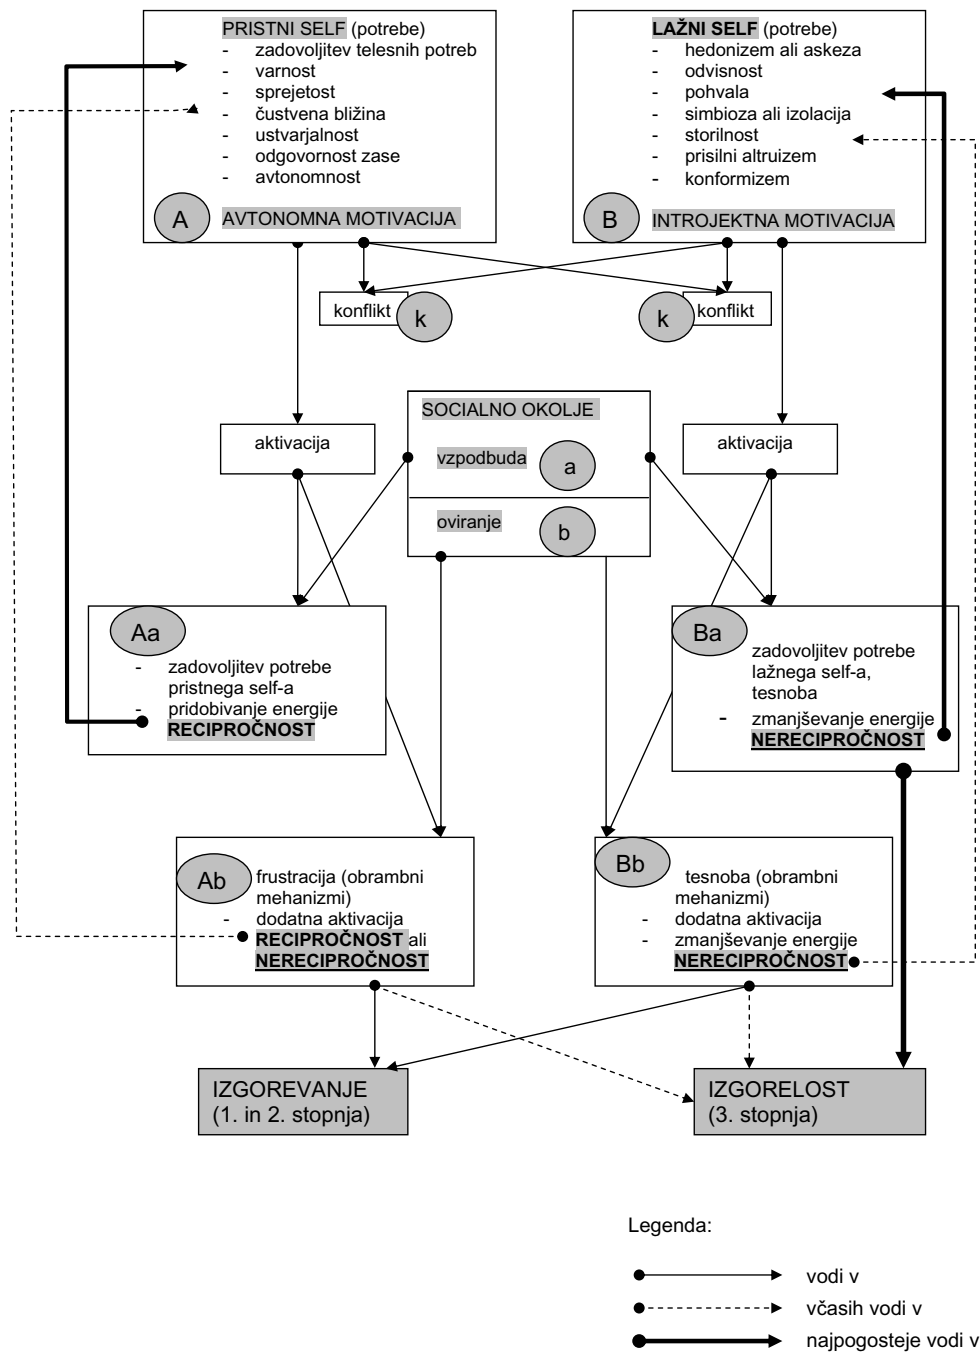 PRISTNI SELF (potrebe)
- zadovoljitev telesnih potreb
- varnost
- sprejetost
- čustvena bližina
- ustvarjalnost
- odgovornost zase
- avtonomnost
A
AVTONOMNA MOTIVACIJA
LAŽNI SELF (potrebe)
- hedonizem ali askeza
- odvisnost
- pohvala
- simbioza ali izolacija
- storilnost
- prisilni altruizem
- konformizem
B
INTROJEKTNA MOTIVACIJA
konflikt
k
k
konflikt
SOCIALNO OKOLJE
vzpodbuda
a
oviranje
b
aktivacija
aktivacija
Aa
- zadovoljitev potrebe
pristnega self-a
- pridobivanje energije
RECIPROČNOST
Ba
zadovoljitev potrebe
lažnega self-a,
tesnoba
- zmanjševanje energije
NERECIPROČNOST
Ab
frustracija (obrambni
mehanizmi)
- dodatna aktivacija
RECIPROČNOST ali
NERECIPROČNOST
Bb
tesnoba (obrambni
mehanizmi)
- dodatna aktivacija
- zmanjševanje energije
NERECIPROČNOST
IZGOREVANJE
(1. in 2. stopnja)
IZGORELOST
(3. stopnja)
Legenda:
vodi v
včasih vodi v
najpogosteje vodi v